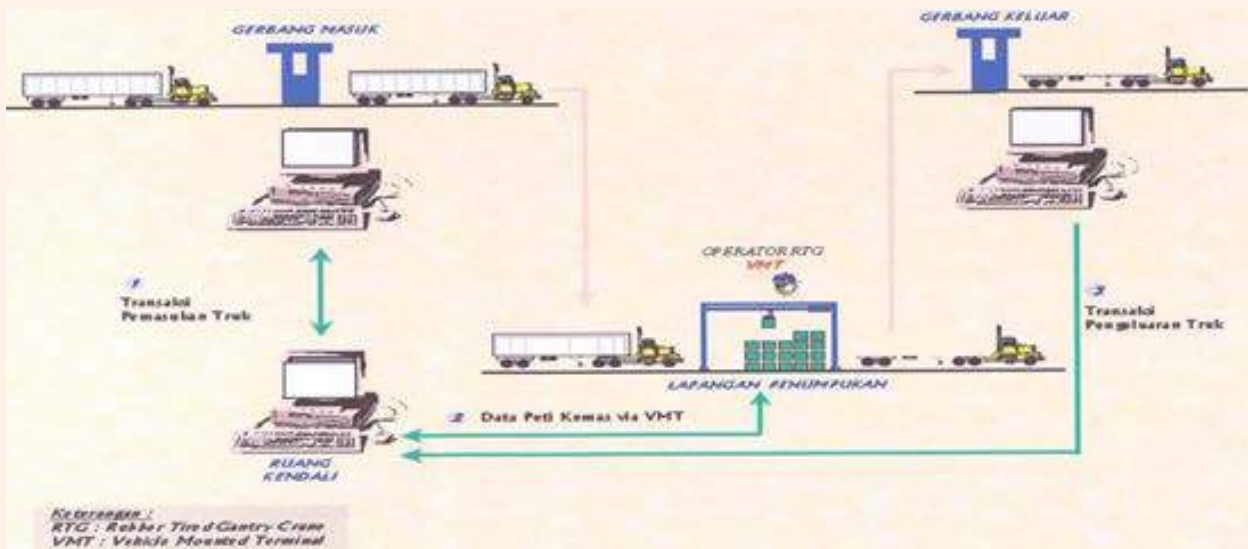 GERBANG MASUK
GERBANG KELUAR
OPERATOR RTG
VMT
1
Transaksi
Pemasukan Truk
3
Transaksi
Pengeluaran Truk
LAPANGAN PENUMPUKAN
2 Data Peti Kemas via VMT
RUANG
KENDALI
Keterangan :
RTG : Rubber Tired Gantry Crane
VMT : Vehicle Mounted Terminal